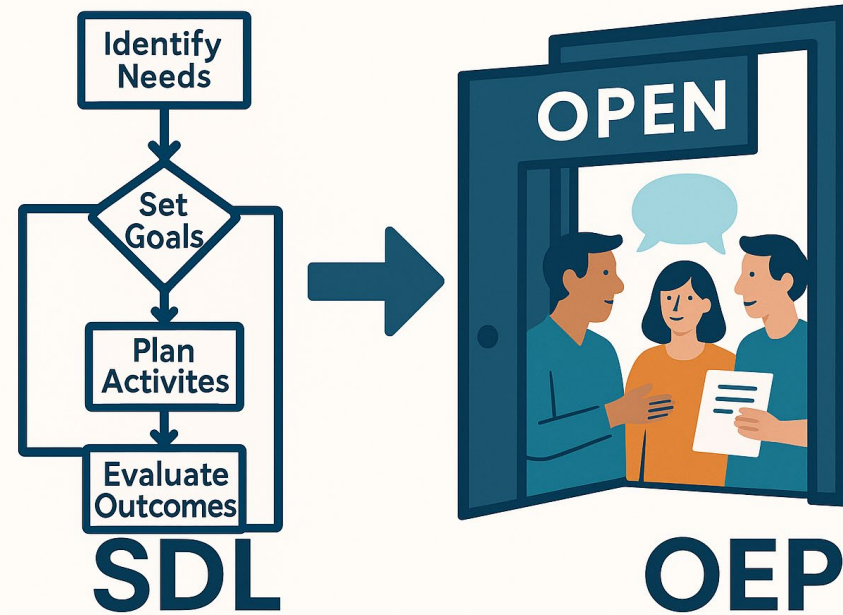 Identify
Needs
Set
Goals
Plan
Activites
Evaluate
Outcomes
SDL
OPEN
OEP